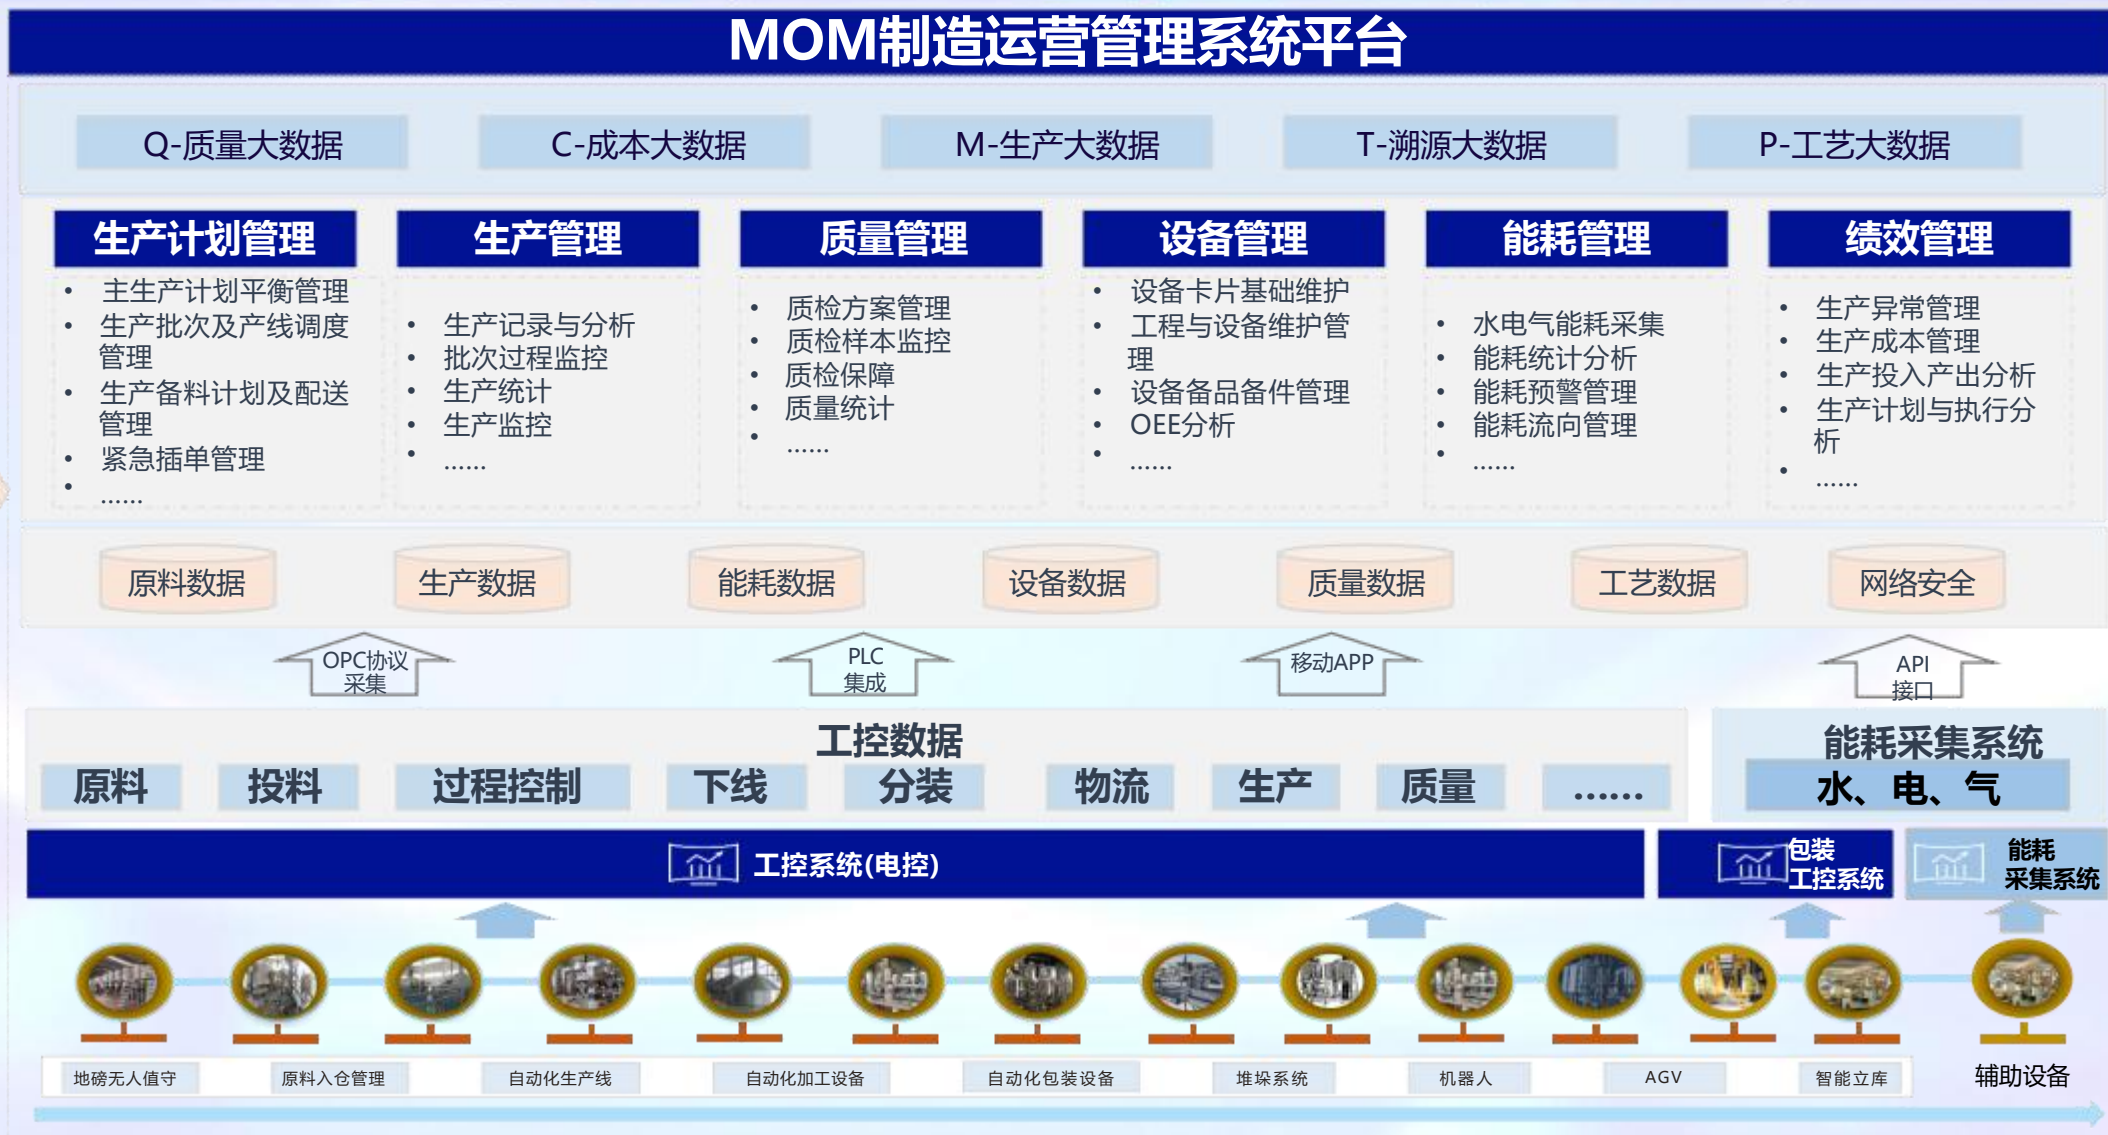 MOM制造运营管理系统平台
Q-质量大数据
C-成本大数据
M-生产大数据
T-溯源大数据
P-工艺大数据
生产计划管理
• 主生产计划平衡管理
• 生产批次及产线调度
管理
• 生产备料计划及配送
管理
• 紧急插单管理
• ……
生产管理
• 生产记录与分析
• 批次过程监控
• 生产统计
• 生产监控
• ……
质量管理
• 质检方案管理
• 质检样本监控
• 质检保障
• 质量统计
• ……
设备管理
• 设备卡片基础维护
• 工程与设备维护管
理
• 设备备品备件管理
• OEE分析
• ……
能耗管理
• 水电气能耗采集
• 能耗统计分析
• 能耗预警管理
• 能耗流向管理
• ……
绩效管理
• 生产异常管理
• 生产成本管理
• 生产投入产出分析
• 生产计划与执行分
析
• ……
原料数据
生产数据
能耗数据
设备数据
质量数据
工艺数据
网络安全
OPC协议
采集
PLC
集成
移动APP
API
接口
工控数据
原料
投料
过程控制
下线
分装
物流
生产
质量
……
能耗采集系统
水、电、气
工控系统(电控)
包装
工控系统
能耗
采集系统
地磅无人值守
原料入仓管理
自动化生产线
自动化加工设备
自动化包装设备
堆垛系统
机器人
AGV
智能立库
辅助设备